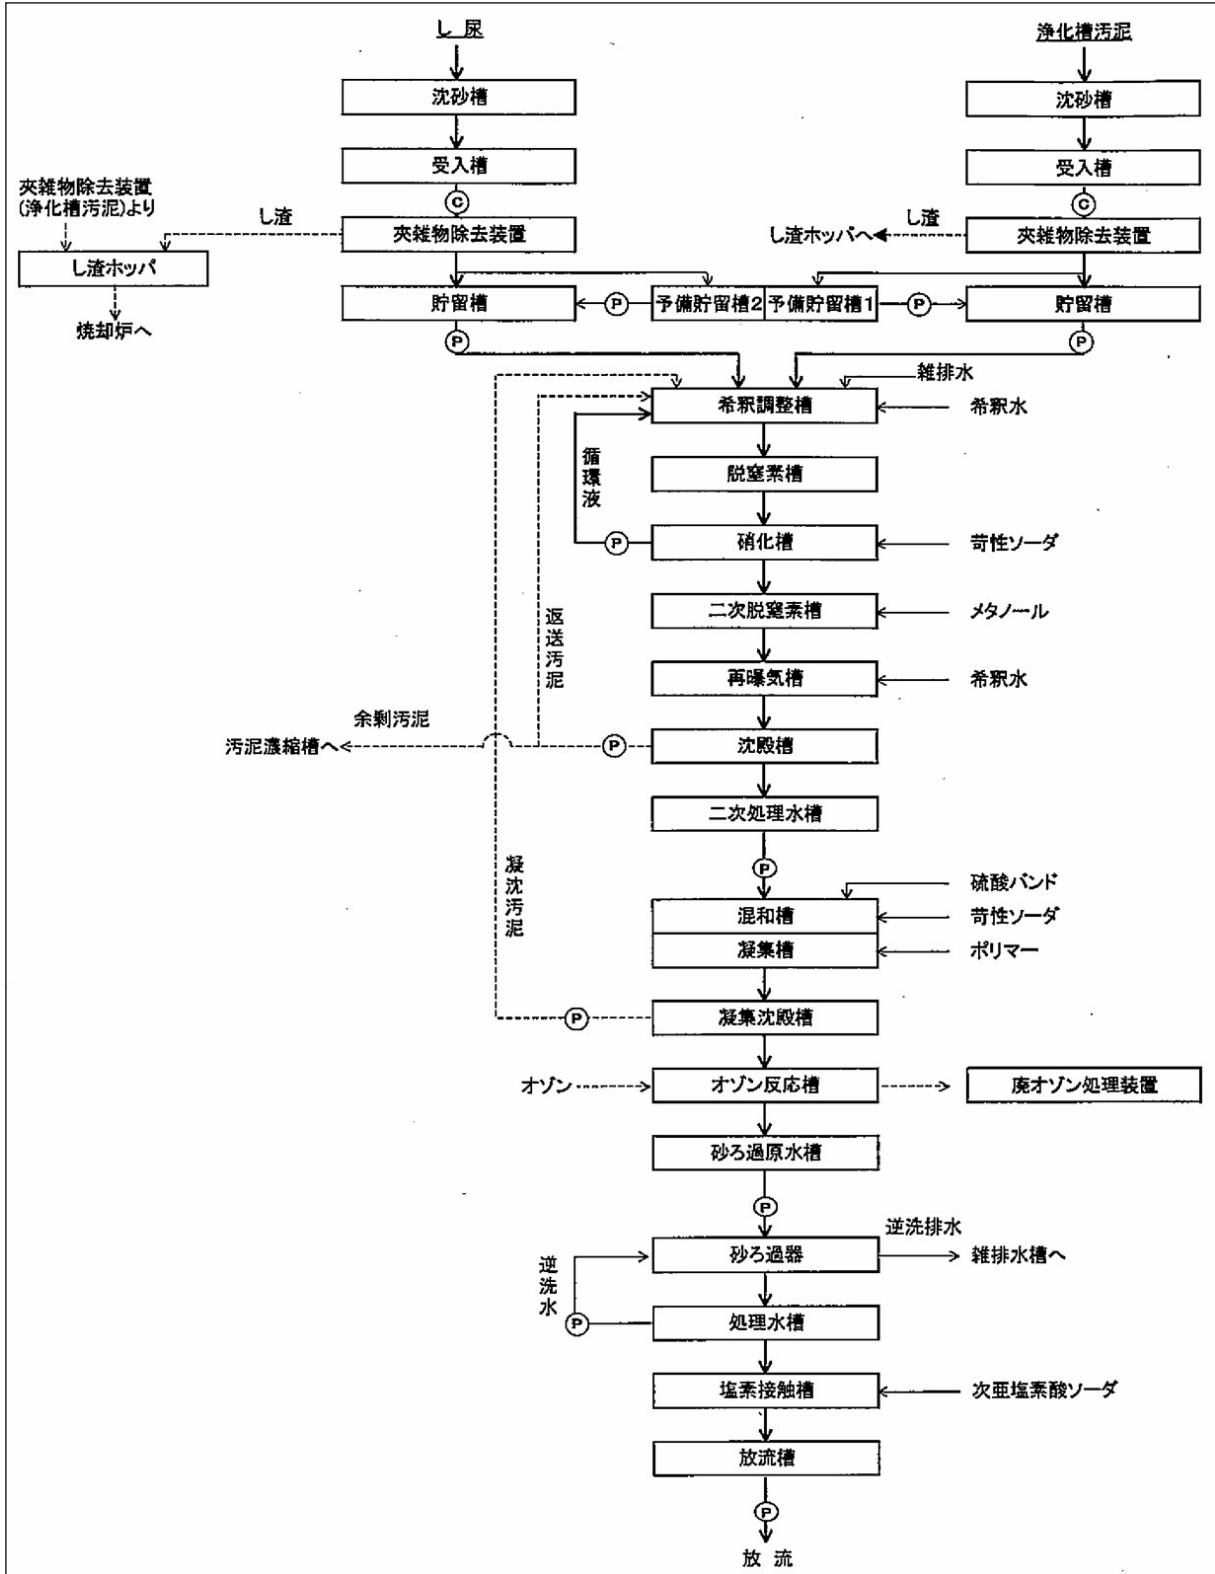 し 尿
浄化槽汚泥
沈砂槽
沈砂槽
受入槽
受入槽
夾雑物除去装置
(浄化槽汚泥)より
C
C
し渣
夾雑物除去装置
し渣ホッパへ
し渣
夾雑物除去装置
し渣ホッパ
貯留槽
P
予備貯留槽2
予備貯留槽1
P
貯留槽
焼却炉へ
P
P
雑排水
希釈調整槽
希釈水
循環液
脱窒素槽
P
硝化槽
苛性ソーダ
二次脱窒素槽
メタノール
返送汚泥
再曝気槽
希釈水
余剰汚泥
汚泥濃縮槽へ
P
沈殿槽
二次処理水槽
凝沈汚泥
P
硫酸バンド
混和槽
苛性ソーダ
凝集槽
ポリマー
P
凝集沈殿槽
オゾン
オゾン反応槽
廃オゾン処理装置
砂ろ過原水槽
P
逆洗排水
砂ろ過器
雑排水槽へ
逆洗水
P
処理水槽
塩素接触槽
次亜塩素酸ソーダ
放流槽
P
放 流